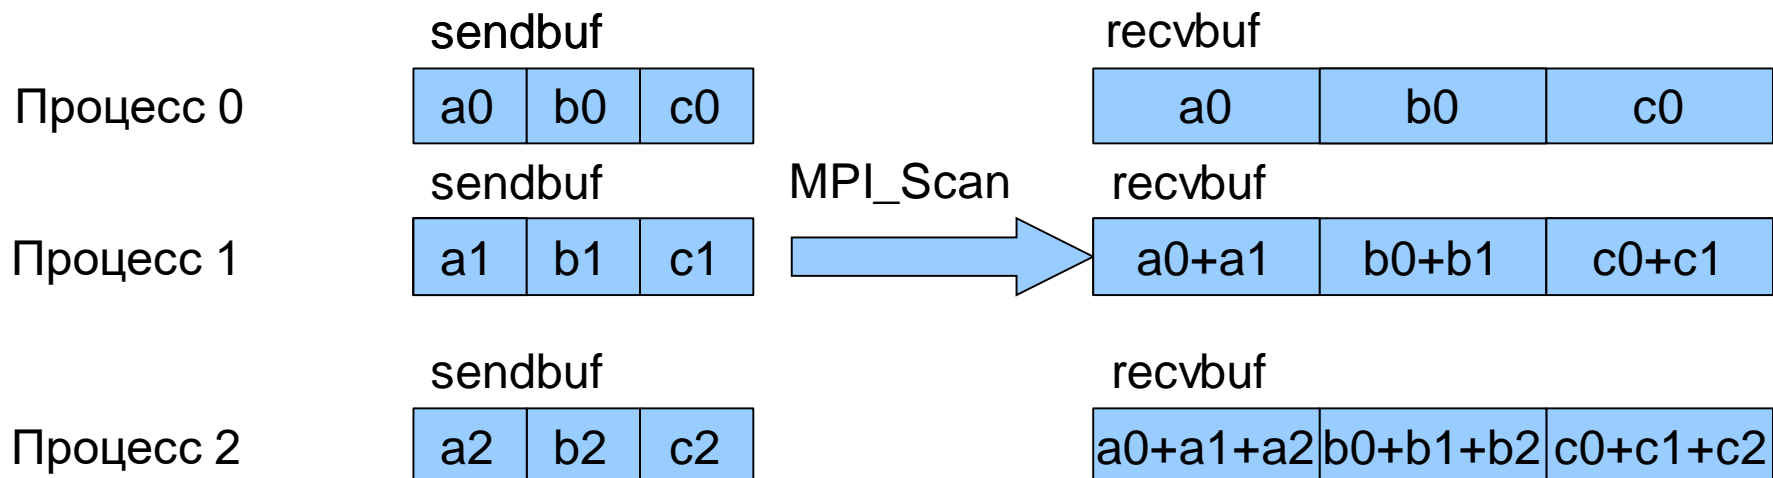 sendbuf recvbuf
Процесс 0 a0 b0 c0 a0 b0 c0
sendbuf MPI_Scan recvbuf
Процесс 1 a1 b1 c1 a0+a1 b0+b1 c0+c1
sendbuf recvbuf
Процесс 2 a2 b2 c2 a0+a1+a2 b0+b1+b2 c0+c1+c2